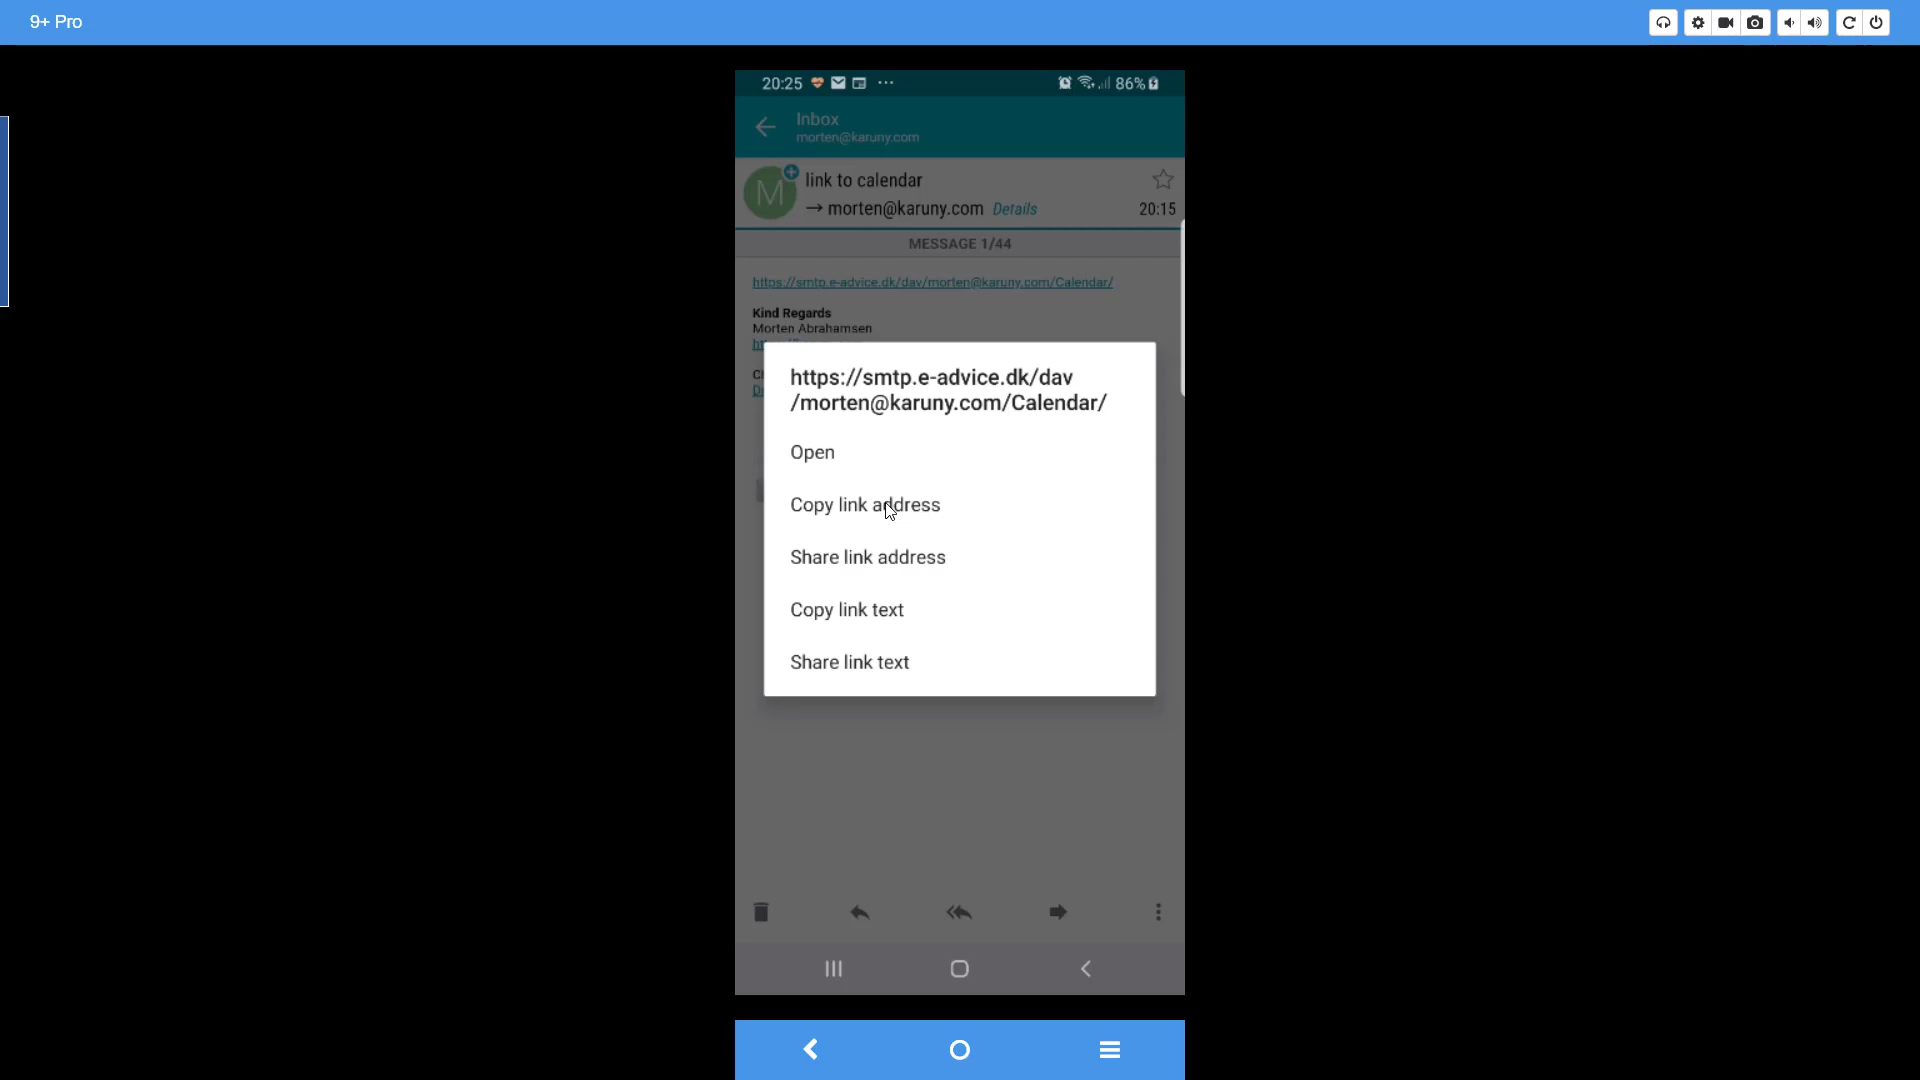 9+ Pro
20:25
86%
Inbox
morten@karuny.com
M
link to calendar
→ morten@karuny.com Details
20:15
MESSAGE 1/44
https://smtp.e-advice.dk/dav/morten@karuny.com/Calendar/
Kind Regards
Morten Abrahamsen
https://smtp.e-advice.dk/dav
/morten@karuny.com/Calendar/
Open
Copy link address
Share link address
Copy link text
Share link text